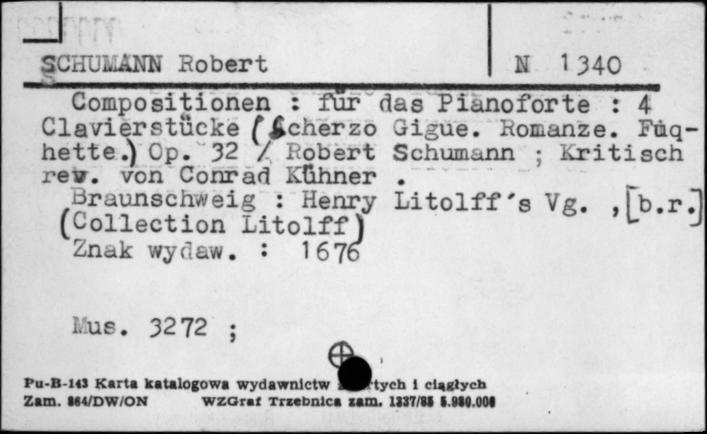 SCHUMANN Robert
N 1340
Compositionen : für das Pianoforte : 4
Clavierstücke (Scherzo Gigue. Romanze. Fuq-
hette.) Op. 32 / Robert Schumann ; Kritisch
rev. von Conrad Kühner .
Braunschweig : Henry Litolff's Vg. , [b.r.]
(Collection Litolff)
Znak wydaw. : 1676
Mus. 3272 ;
Pu-B-143 Karta katalogowa wydawnictw i ciągłych
Zam. 864/DW/ON WZGraf Trzebnica zam. 1337/85 5.980.000